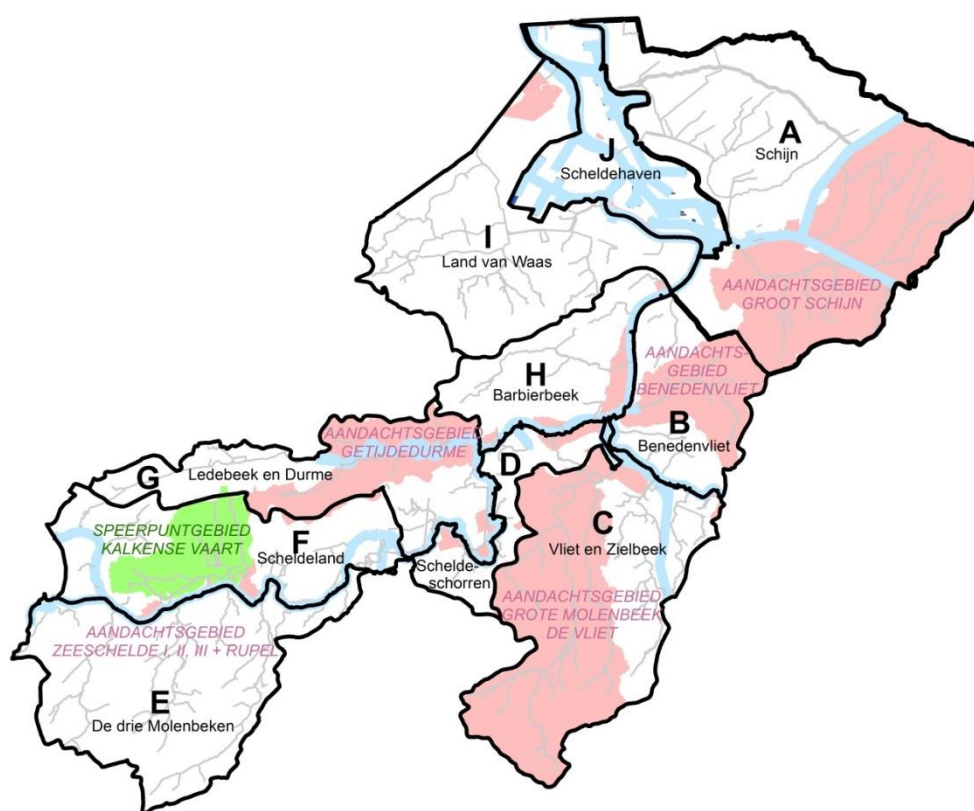 A
Schijn
J
Scheldehaven
I
Land van Waas
AANDACHTSGEBIED
GROOT SCHIJN
H
Barbierbeek
AANDACHTS-
GEBIED
BENEDENVLIET
B
Benedenvliet
AANDACHTSGEBIED
GETIJDEDURME
D
G
Ledebeek en Durme
C
Vliet en Zielbeek
SPEERPUNTGEBIED
KALKENSE VAART
F
Scheldeland
Schelde-
schorren
AANDACHTSGEBIED
GROTE MOLENBEEK
DE VLIET
AANDACHTSGEBIED
ZEESCHELDE I, II, III + RUPEL
E
De drie Molenbeken